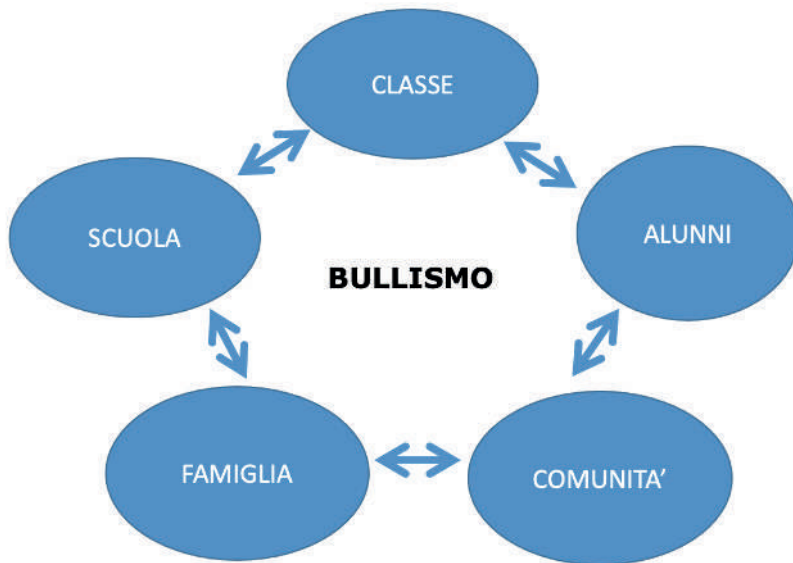 CLASSE
SCUOLA
ALUNNI
BULLISMO
FAMIGLIA
COMUNITA’